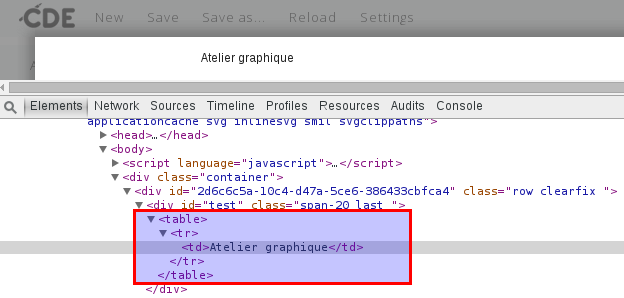 CDE New Save Save as... Reload Settings
Atelier graphique
Elements Network Sources Timeline Profiles Resources Audits Console
applicationcache svg inlinesvg smil svgclippaths">
<head>…</head>
<body>
<script language="javascript">…</script>
<div class="container">
<div id="2d6c6c5a-10c4-d47a-5ce6-386433cbfca4" class="row clearfix ">
<div id="test" class="span-20 last ">
<table>
<tr>
<td>Atelier graphique</td>
</tr>
</table>
</div>